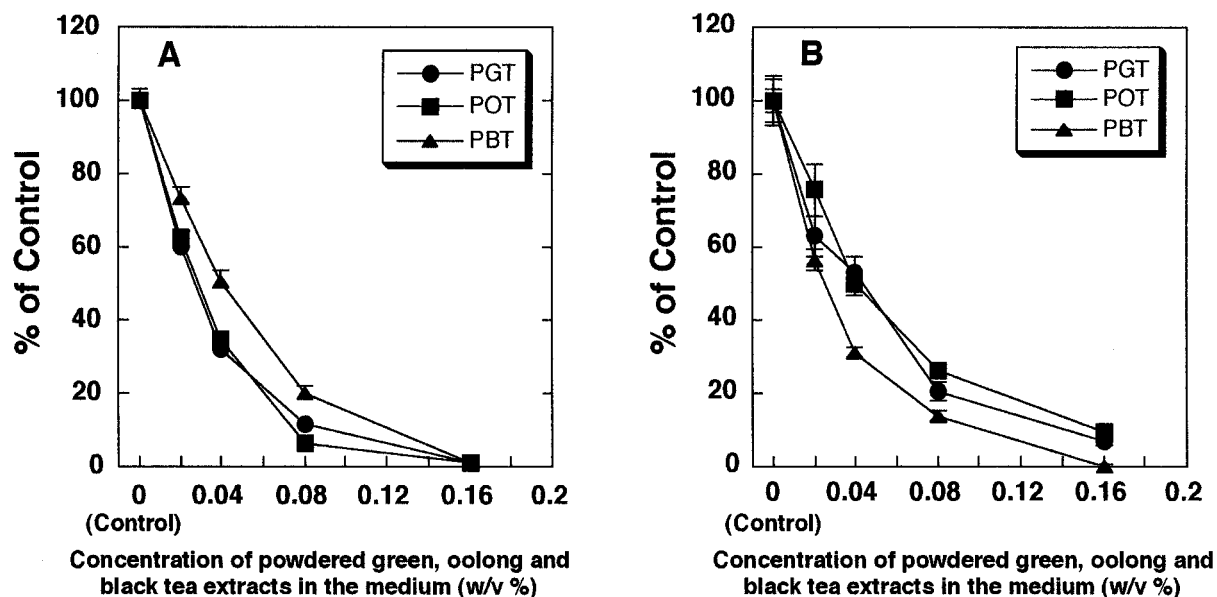 A
PGT
POT
PBT
% of Control
120
100
80
60
40
20
0
0 0.04 0.08 0.12 0.16 0.2
(Control)
Concentration of powdered green, oolong and
black tea extracts in the medium (w/v %)
B
PGT
POT
PBT
% of Control
120
100
80
60
40
20
0
0 0.04 0.08 0.12 0.16 0.2
(Control)
Concentration of powdered green, oolong and
black tea extracts in the medium (w/v %)